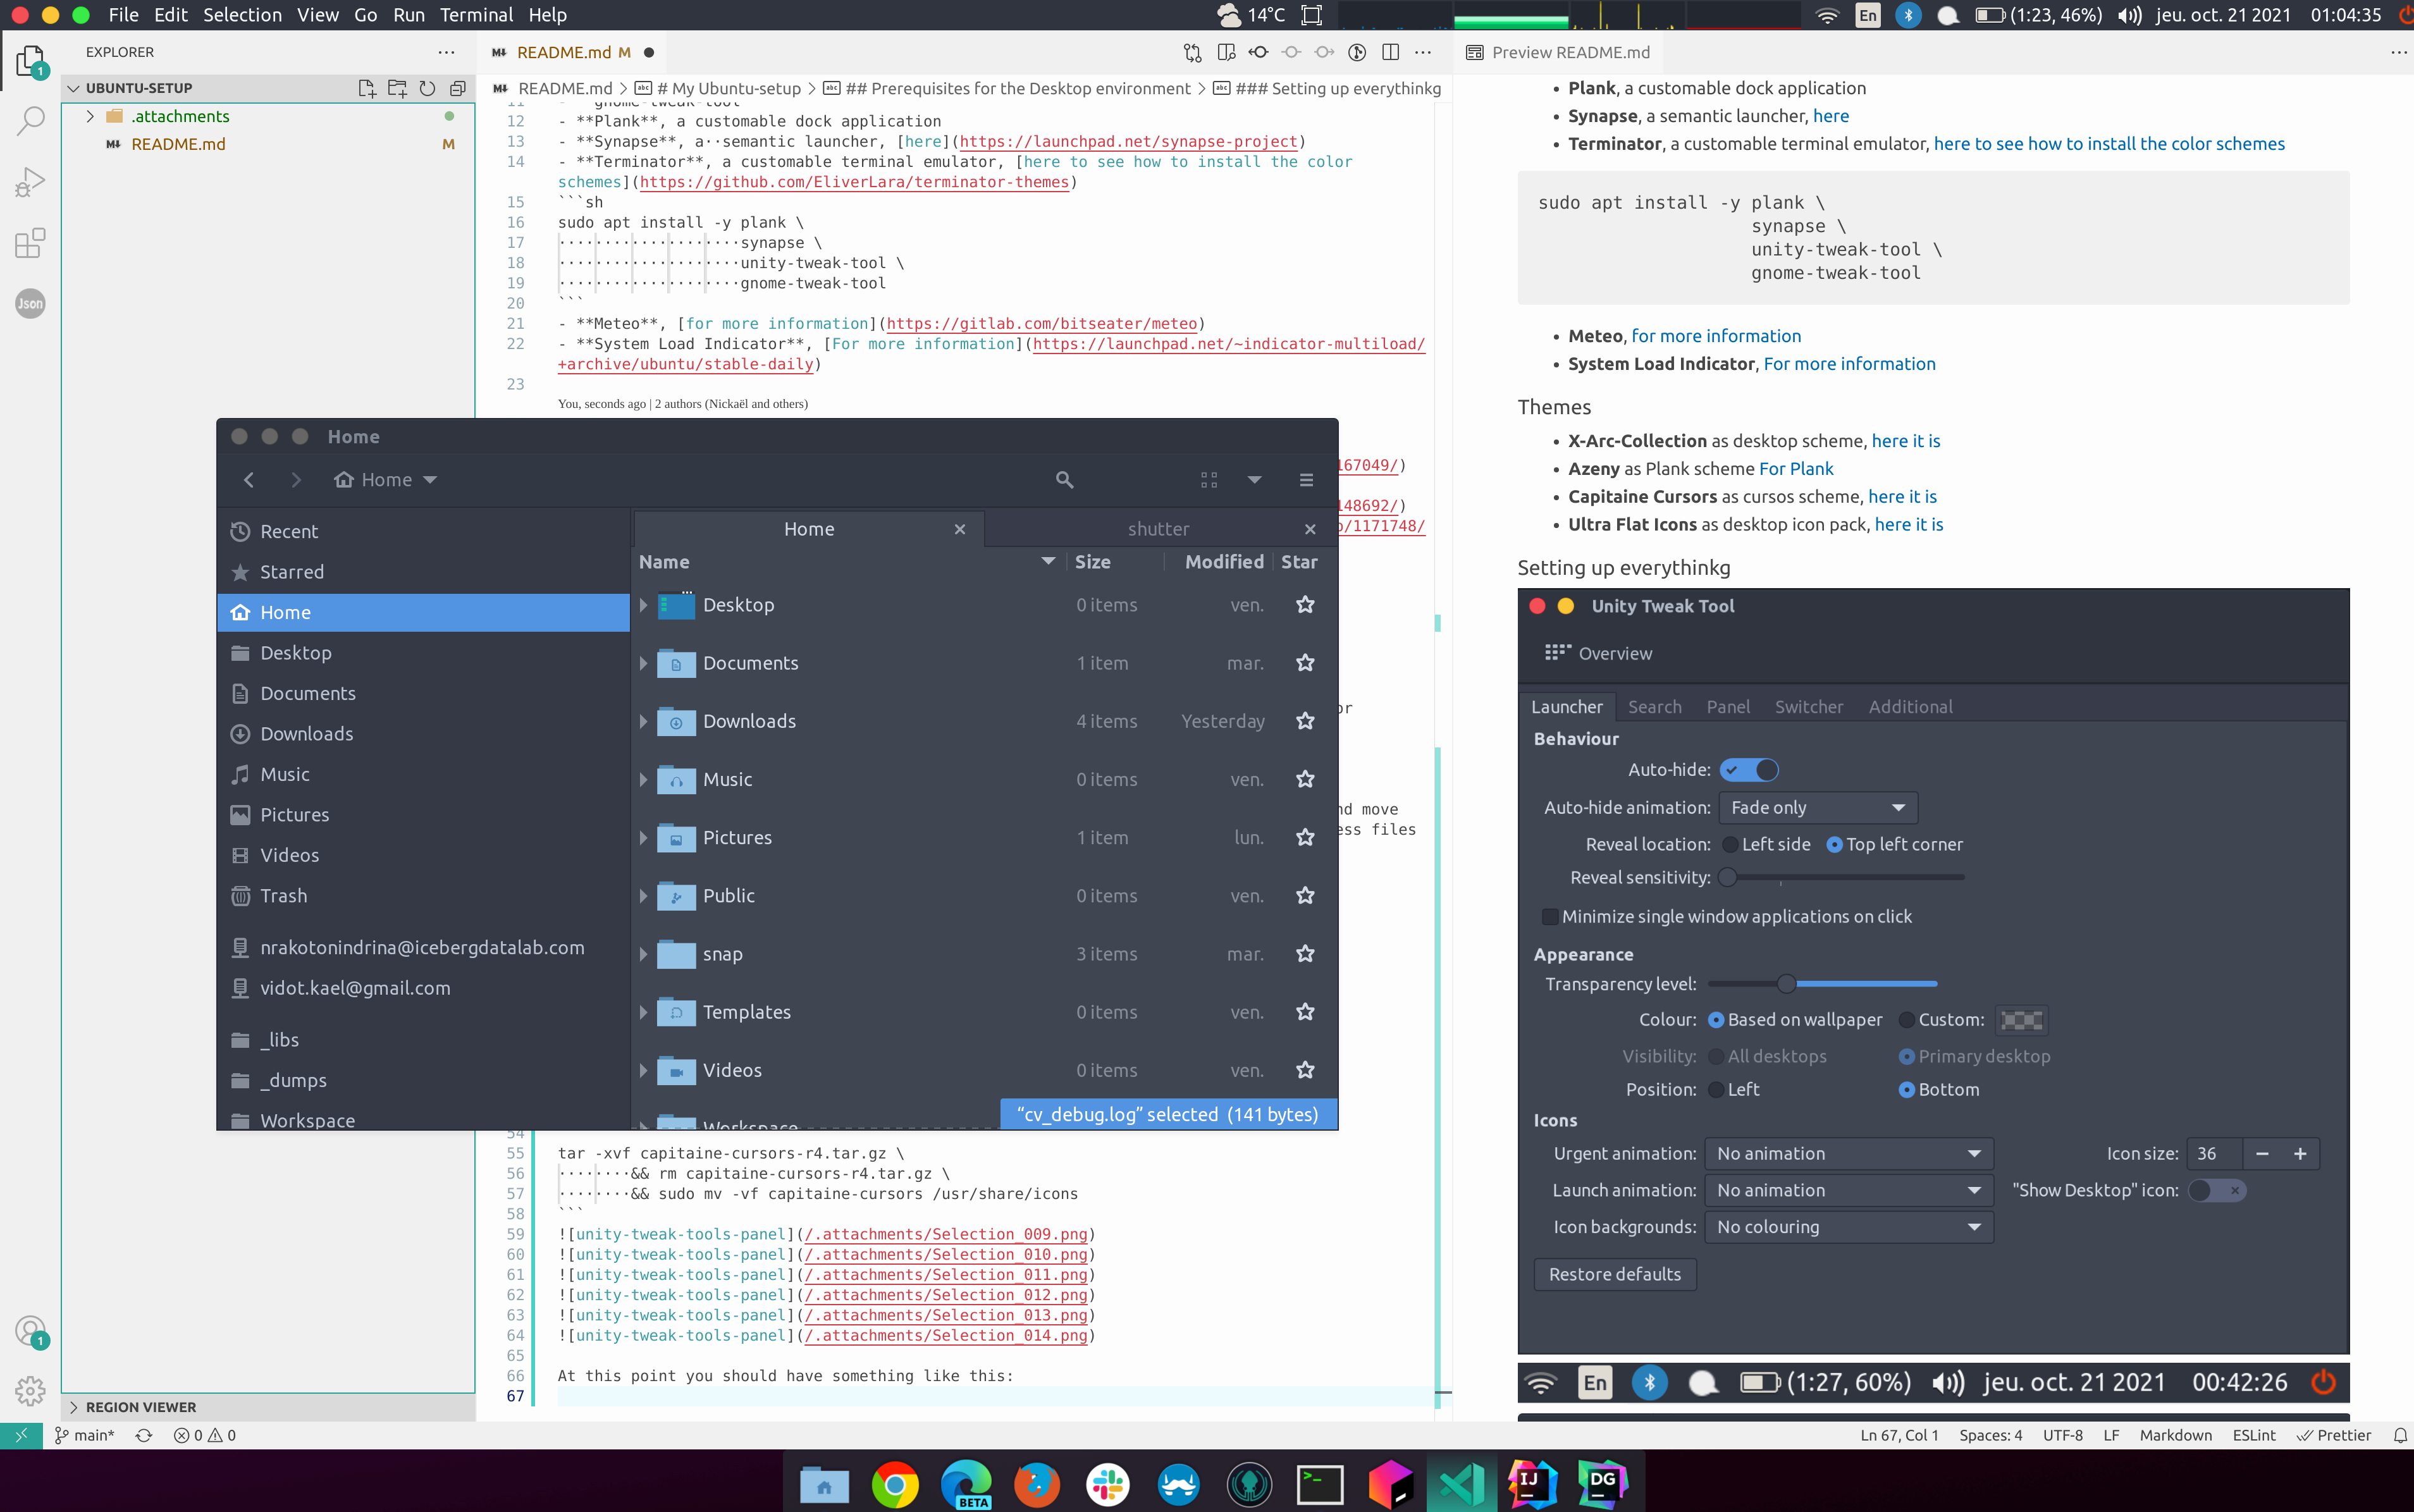 File Edit Selection View Go Run Terminal Help
14°C
En
(1:23, 46%)
jeu. oct. 21 2021 01:04:35
EXPLORER
UBUNTU-SETUP
.attachments
README.md M
1
Json
1
REGION VIEWER
README.md M
README.md > # My Ubuntu-setup > ## Prerequisites for the Desktop environment > ### Setting up everythinkg
11 - gnome-tweak-tool
12 - **Plank**, a customable dock application
13 - **Synapse**, a··semantic launcher, [here](https://launchpad.net/synapse-project)
14 - **Terminator**, a customable terminal emulator, [here to see how to install the color
schemes](https://github.com/EliverLara/terminator-themes)
15 ```sh
16 sudo apt install -y plank \
17 ····················synapse \
18 ····················unity-tweak-tool \
19 ····················gnome-tweak-tool
20 ```
21 - **Meteo**, [for more information](https://gitlab.com/bitseater/meteo)
22 - **System Load Indicator**, [For more information](https://launchpad.net/~indicator-multiload/
+archive/ubuntu/stable-daily)
23
You, seconds ago | 2 authors (Nickaël and others)
167049/)
148692/)
/1171748/
or
nd move
ess files
Home
Home
Recent
Starred
Home
Desktop
Documents
Downloads
Music
Pictures
Videos
Trash
nrakotonindrina@icebergdatalab.com
vidot.kael@gmail.com
_libs
_dumps
Workspace
Home shutter
Name Size Modified Star
Desktop 0 items ven.
Documents 1 item mar.
Downloads 4 items Yesterday
Music 0 items ven.
Pictures 1 item lun.
Public 0 items ven.
snap 3 items mar.
Templates 0 items ven.
Videos 0 items ven.
Workspace
“cv_debug.log” selected (141 bytes)
54
55 tar -xvf capitaine-cursors-r4.tar.gz \
56 ········&& rm capitaine-cursors-r4.tar.gz \
57 ········&& sudo mv -vf capitaine-cursors /usr/share/icons
58 ```
59 ![unity-tweak-tools-panel](/.attachments/Selection_009.png)
60 ![unity-tweak-tools-panel](/.attachments/Selection_010.png)
61 ![unity-tweak-tools-panel](/.attachments/Selection_011.png)
62 ![unity-tweak-tools-panel](/.attachments/Selection_012.png)
63 ![unity-tweak-tools-panel](/.attachments/Selection_013.png)
64 ![unity-tweak-tools-panel](/.attachments/Selection_014.png)
65
66 At this point you should have something like this:
67
Preview README.md
• Plank, a customable dock application
• Synapse, a semantic launcher, here
• Terminator, a customable terminal emulator, here to see how to install the color schemes
sudo apt install -y plank \
synapse \
unity-tweak-tool \
gnome-tweak-tool
• Meteo, for more information
• System Load Indicator, For more information
Themes
• X-Arc-Collection as desktop scheme, here it is
• Azeny as Plank scheme For Plank
• Capitaine Cursors as cursos scheme, here it is
• Ultra Flat Icons as desktop icon pack, here it is
Setting up everythinkg
Unity Tweak Tool
Overview
Launcher Search Panel Switcher Additional
Behaviour
Auto-hide:
Auto-hide animation: Fade only
Reveal location: Left side Top left corner
Reveal sensitivity:
Minimize single window applications on click
Appearance
Transparency level:
Colour: Based on wallpaper Custom:
Visibility: All desktops Primary desktop
Position: Left Bottom
Icons
Urgent animation: No animation Icon size: 36 − +
Launch animation: No animation "Show Desktop" icon:
Icon backgrounds: No colouring
Restore defaults
En (1:27, 60%) jeu. oct. 21 2021 00:42:26
main* 0 0
Ln 67, Col 1 Spaces: 4 UTF-8 LF Markdown ESLint Prettier
BETA
>_
IJ
DG